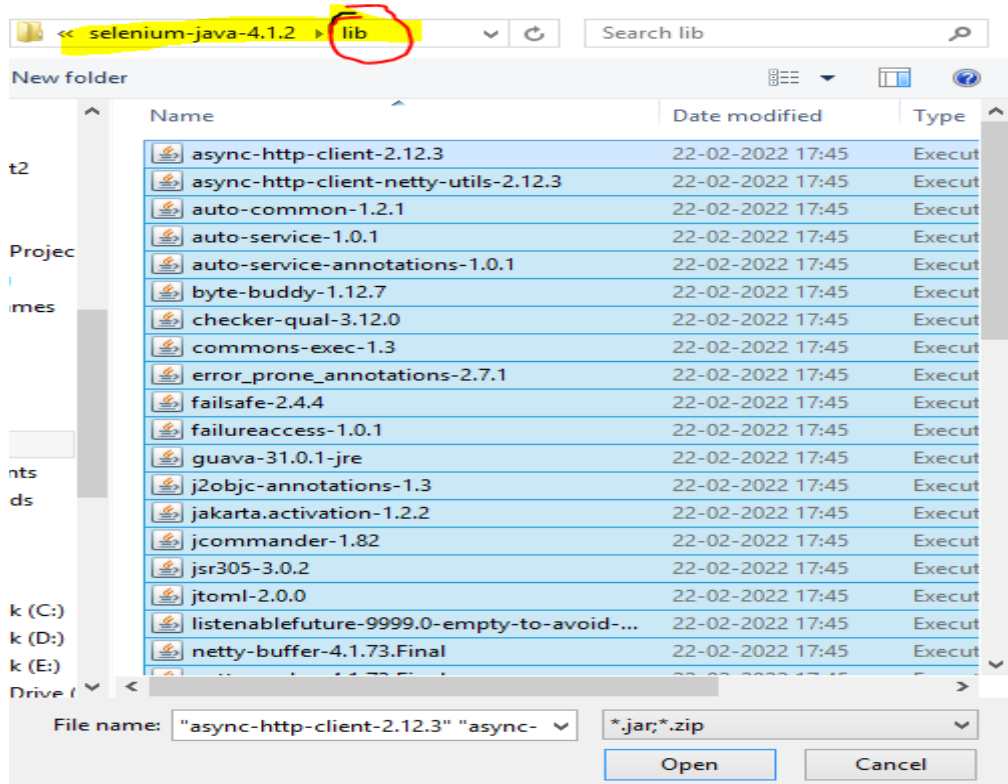 « selenium-java-4.1.2 lib Search lib
New folder
Name Date modified Type
async-http-client-2.12.3 22-02-2022 17:45 Execut
t2
async-http-client-netty-utils-2.12.3 22-02-2022 17:45 Execut
auto-common-1.2.1 22-02-2022 17:45 Execut
auto-service-1.0.1 22-02-2022 17:45 Execut
Projec
auto-service-annotations-1.0.1 22-02-2022 17:45 Execut
byte-buddy-1.12.7 22-02-2022 17:45 Execut
mes
checker-qual-3.12.0 22-02-2022 17:45 Execut
commons-exec-1.3 22-02-2022 17:45 Execut
error_prone_annotations-2.7.1 22-02-2022 17:45 Execut
failsafe-2.4.4 22-02-2022 17:45 Execut
failureaccess-1.0.1 22-02-2022 17:45 Execut
guava-31.0.1-jre 22-02-2022 17:45 Execut
nts
j2objc-annotations-1.3 22-02-2022 17:45 Execut
ds
jakarta.activation-1.2.2 22-02-2022 17:45 Execut
jcommander-1.82 22-02-2022 17:45 Execut
jsr305-3.0.2 22-02-2022 17:45 Execut
jtoml-2.0.0 22-02-2022 17:45 Execut
k (C:)
listenablefuture-9999.0-empty-to-avoid-... 22-02-2022 17:45 Execut
k (D:)
netty-buffer-4.1.73.Final 22-02-2022 17:45 Execut
k (E:)
Drive (
File name: "async-http-client-2.12.3" "async- *.jar;*.zip
Open Cancel